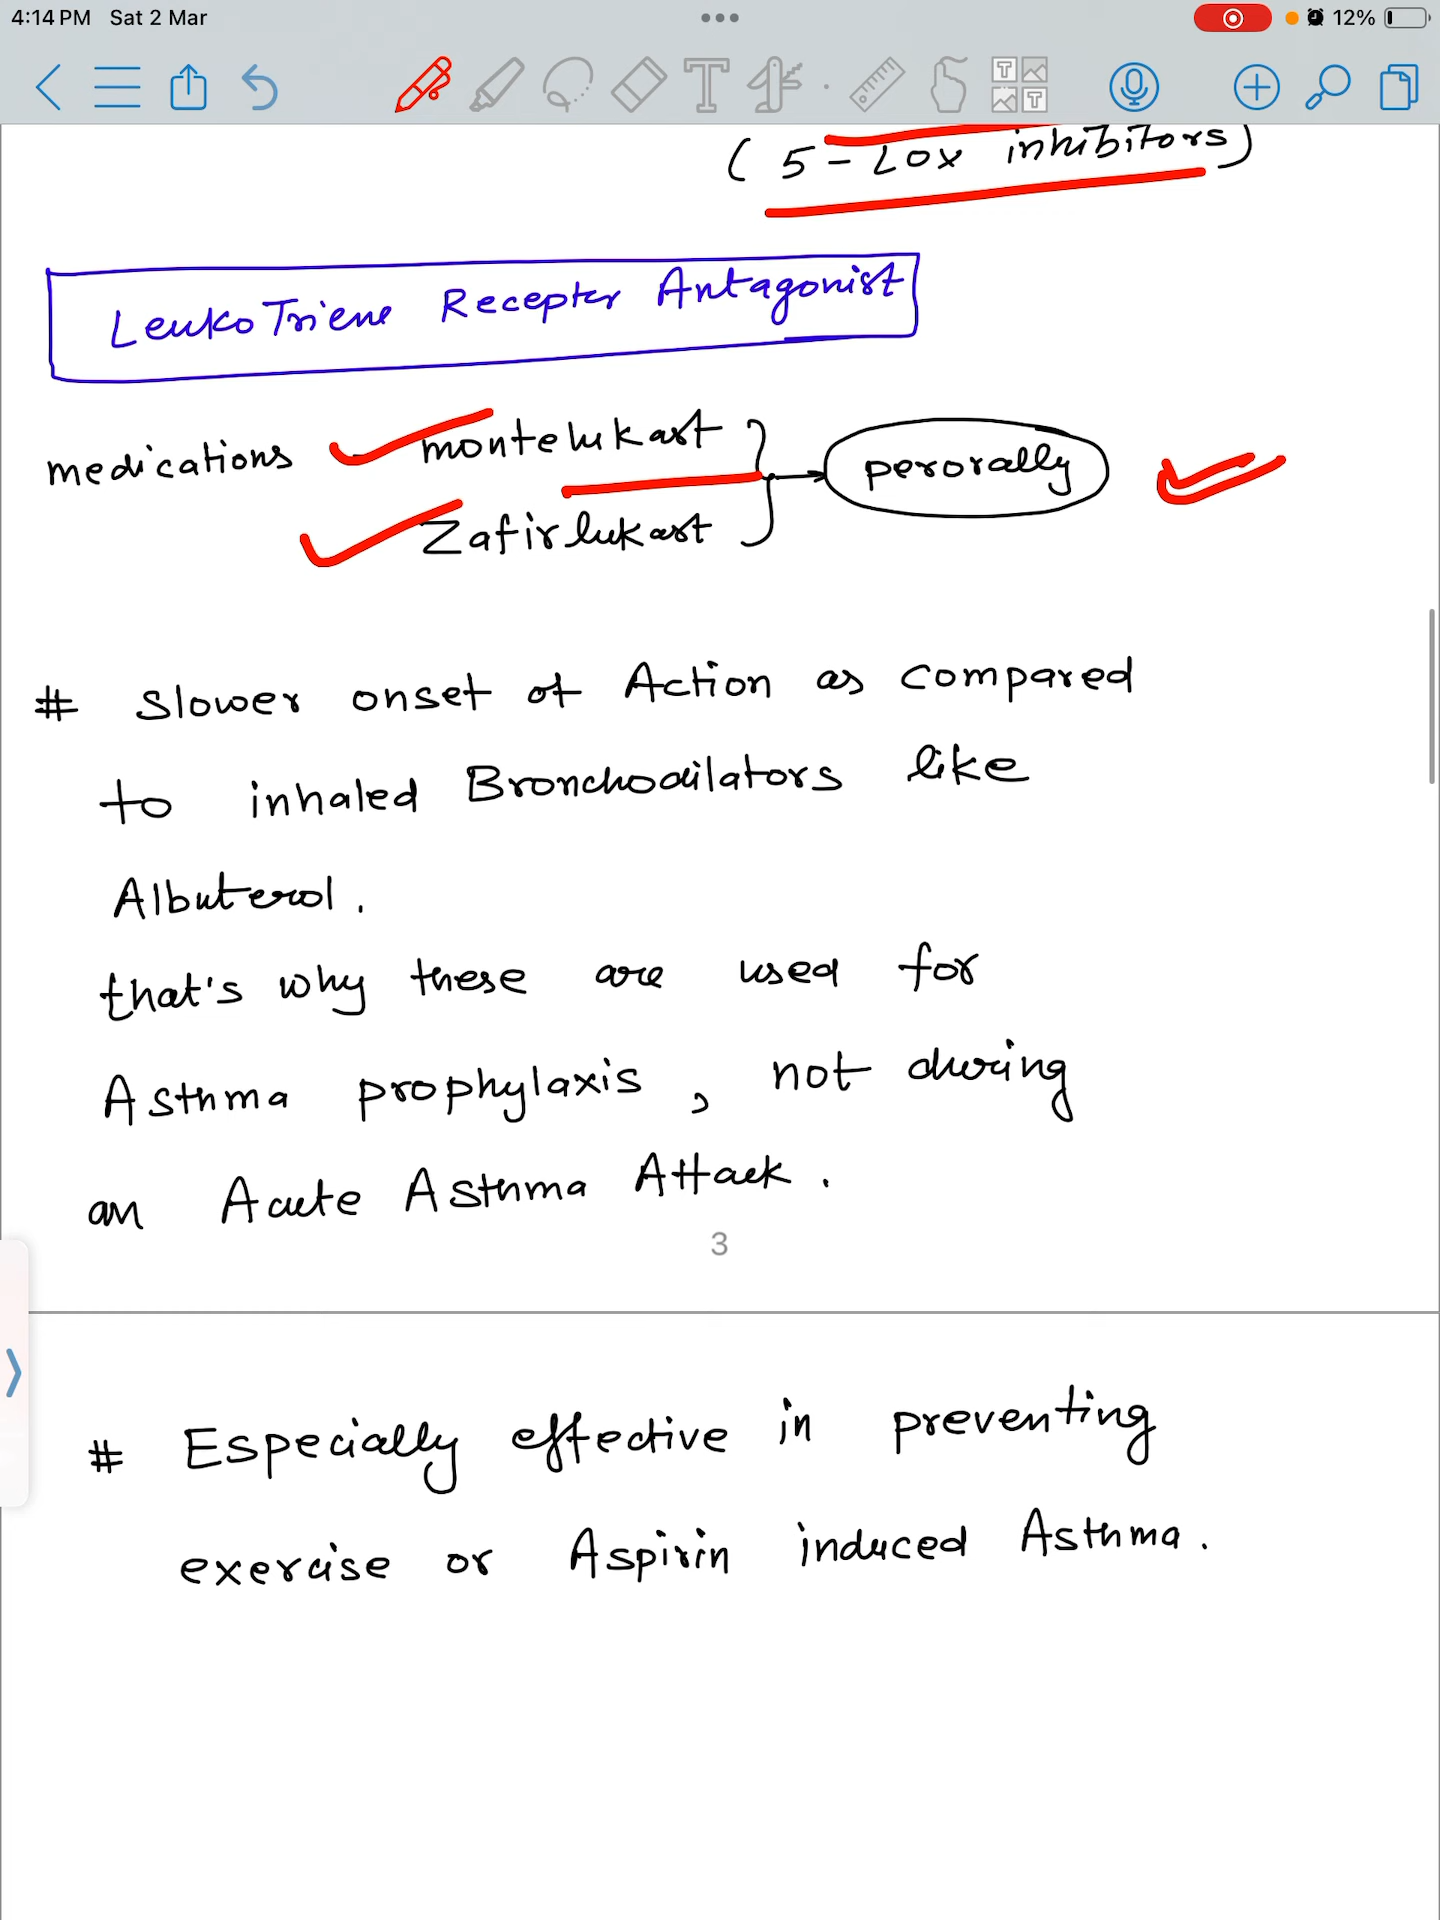 4:14 PM Sat 2 Mar
12%
( 5-Lox inhibitors)
LeukoTriene Receptor Antagonist
medications montelukast
perorally
Zafirlukast
# Slower onset of Action as compared
to inhaled Bronchodilators like
Albuterol.
that's why these are used for
Asthma prophylaxis, not during
an Acute Asthma Attack.
3
# Especially effective in preventing
exercise or Aspirin induced Asthma.